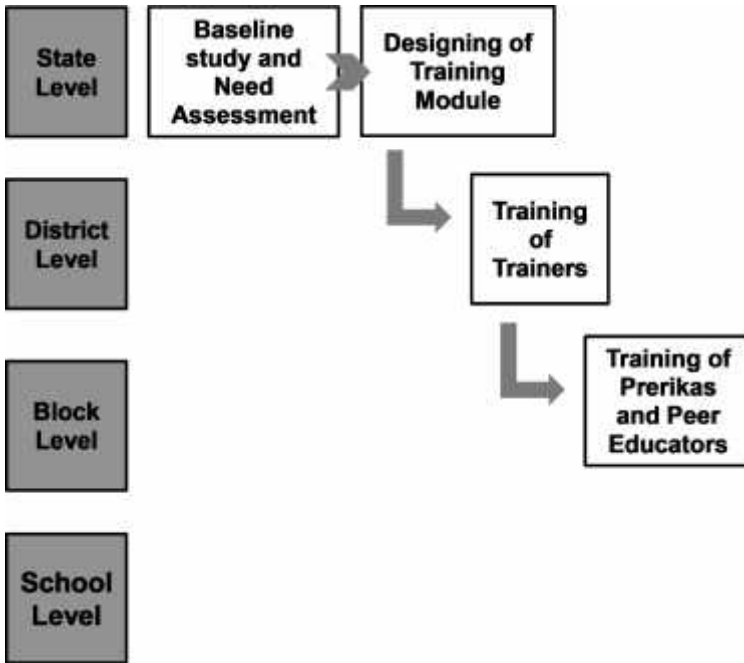 State
Level
Baseline
study and
Need
Assessment
Designing of
Training
Module
District
Level
Training
of
Trainers
Block
Level
Training of
Prerikas
and Peer
Educators
School
Level